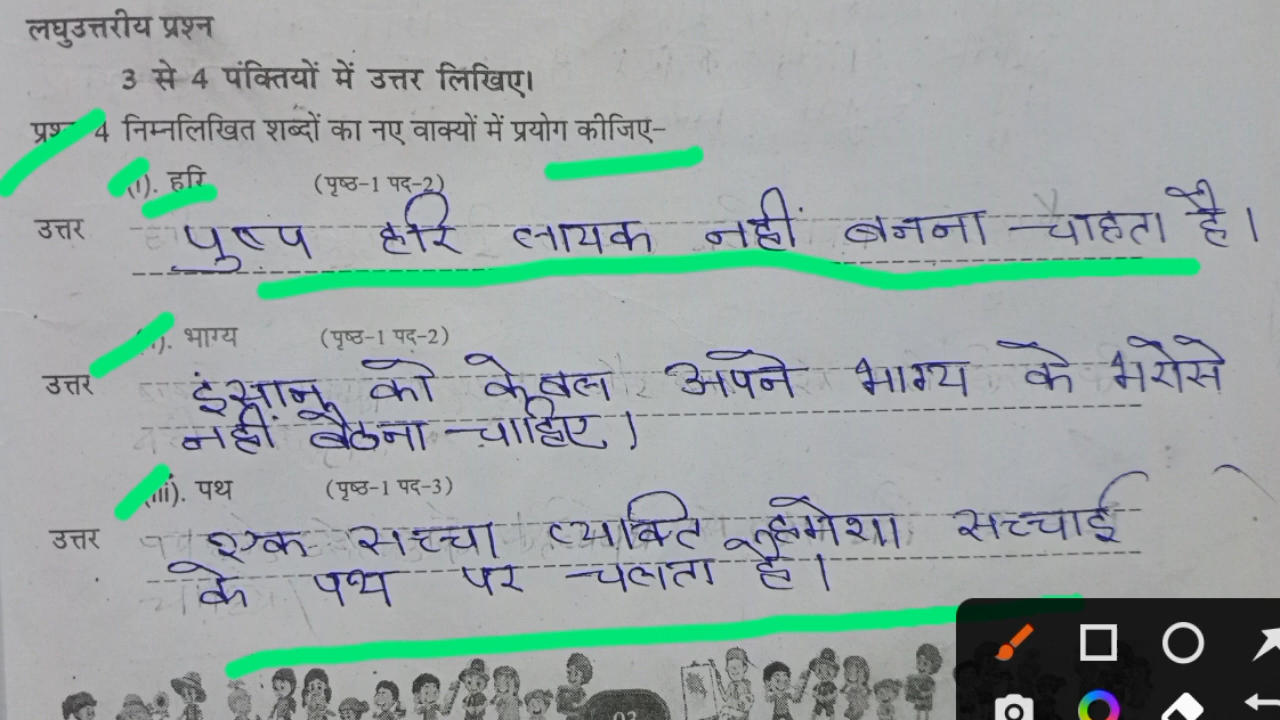 लघुउत्तरीय प्रश्न
3 से 4 पंक्तियों में उत्तर लिखिए।
प्रश्न 4 निम्नलिखित शब्दों का नए वाक्यों में प्रयोग कीजिए-
(i). हरि (पृष्ठ-1 पद-2)
उत्तर पुष्प हरि लायक नहीं बनना चाहता है।
(ii). भाग्य (पृष्ठ-1 पद-2)
उत्तर इंसान को केवल अपने भाग्य के भरोसे
नहीं बैठना चाहिए।
(iii). पथ (पृष्ठ-1 पद-3)
उत्तर एक सच्चा व्यक्ति हमेशा सच्चाई
के पथ पर चलता है।